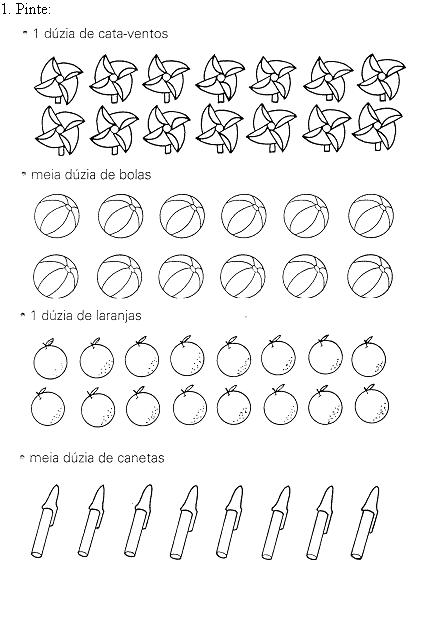 1. Pinte:
* 1 dúzia de cata-ventos
* meia dúzia de bolas
* 1 dúzia de laranjas
* meia dúzia de canetas